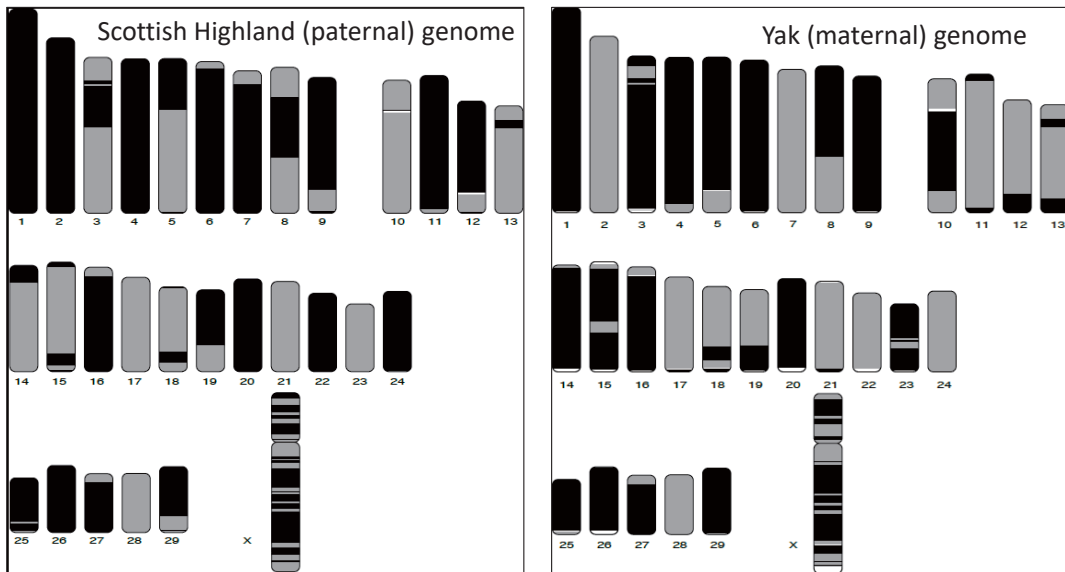 Scottish Highland (paternal) genome
1 2 3 4 5 6 7 8 9 10 11 12 13
14 15 16 17 18 19 20 21 22 23 24
25 26 27 28 29 X
Yak (maternal) genome
1 2 3 4 5 6 7 8 9 10 11 12 13
14 15 16 17 18 19 20 21 22 23 24
25 26 27 28 29 X